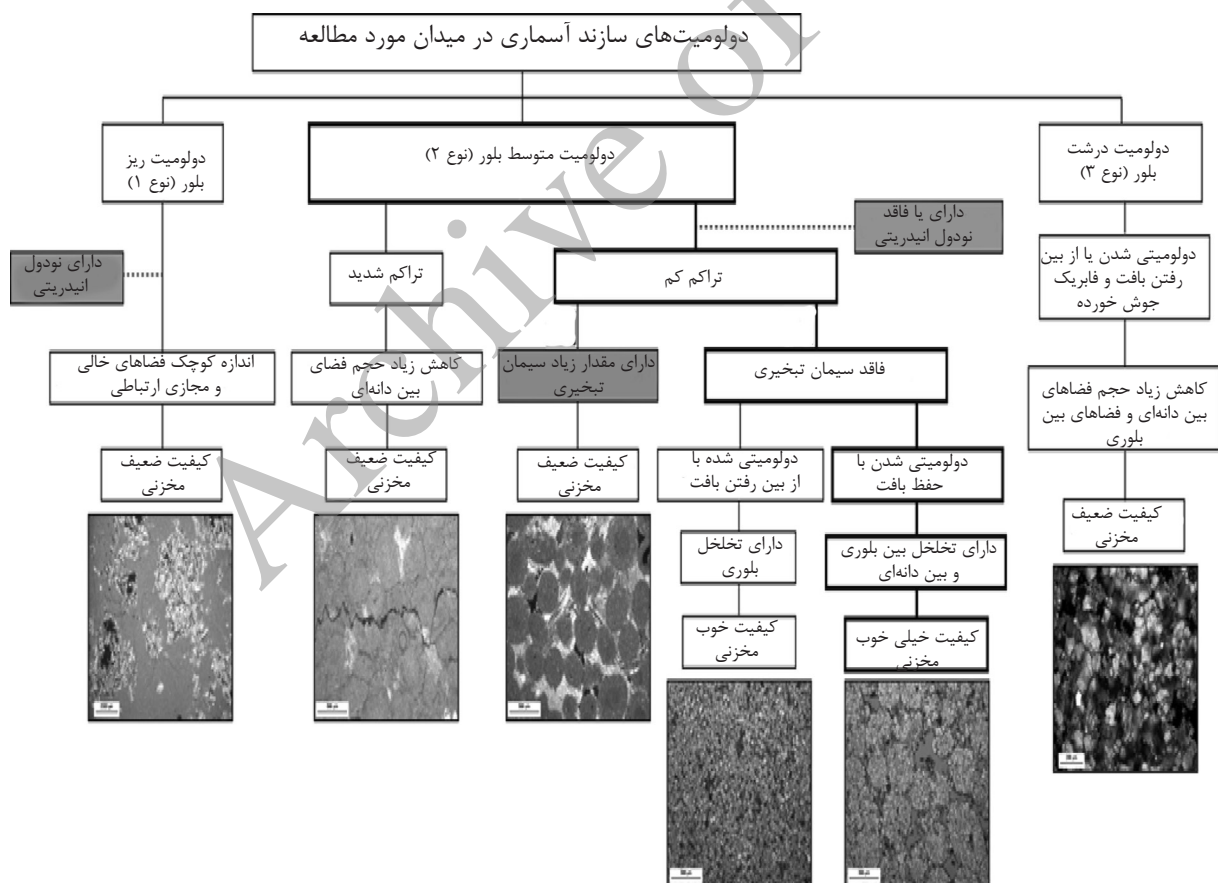 دولومیت‌های سازند آسماری در میدان مورد مطالعه
دولومیت درشت
بلور (نوع ۳)
دولومیت متوسط بلور (نوع ۲)
دولومیت ریز
بلور (نوع ۱)
دارای یا فاقد
نودول انیدریتی
دارای نودول
انیدریتی
دولومیتی شدن یا از بین
رفتن بافت و فابریک
جوش خورده
تراکم کم
تراکم شدید
فاقد سیمان تبخیری
دارای مقدار زیاد سیمان
تبخیری
کاهش زیاد حجم فضای
بین دانه‌ای
اندازه کوچک فضاهای خالی
و مجازی ارتباطی
کاهش زیاد حجم فضاهای
بین دانه‌ای و فضاهای بین
بلوری
دولومیتی شدن با
حفظ بافت
دولومیتی شده با
از بین رفتن بافت
کیفیت ضعیف
مخزنی
کیفیت ضعیف
مخزنی
کیفیت ضعیف
مخزنی
کیفیت ضعیف
مخزنی
دارای تخلخل بین بلوری
و بین دانه‌ای
دارای تخلخل
بلوری
کیفیت خیلی خوب
مخزنی
کیفیت خوب
مخزنی
Archive of